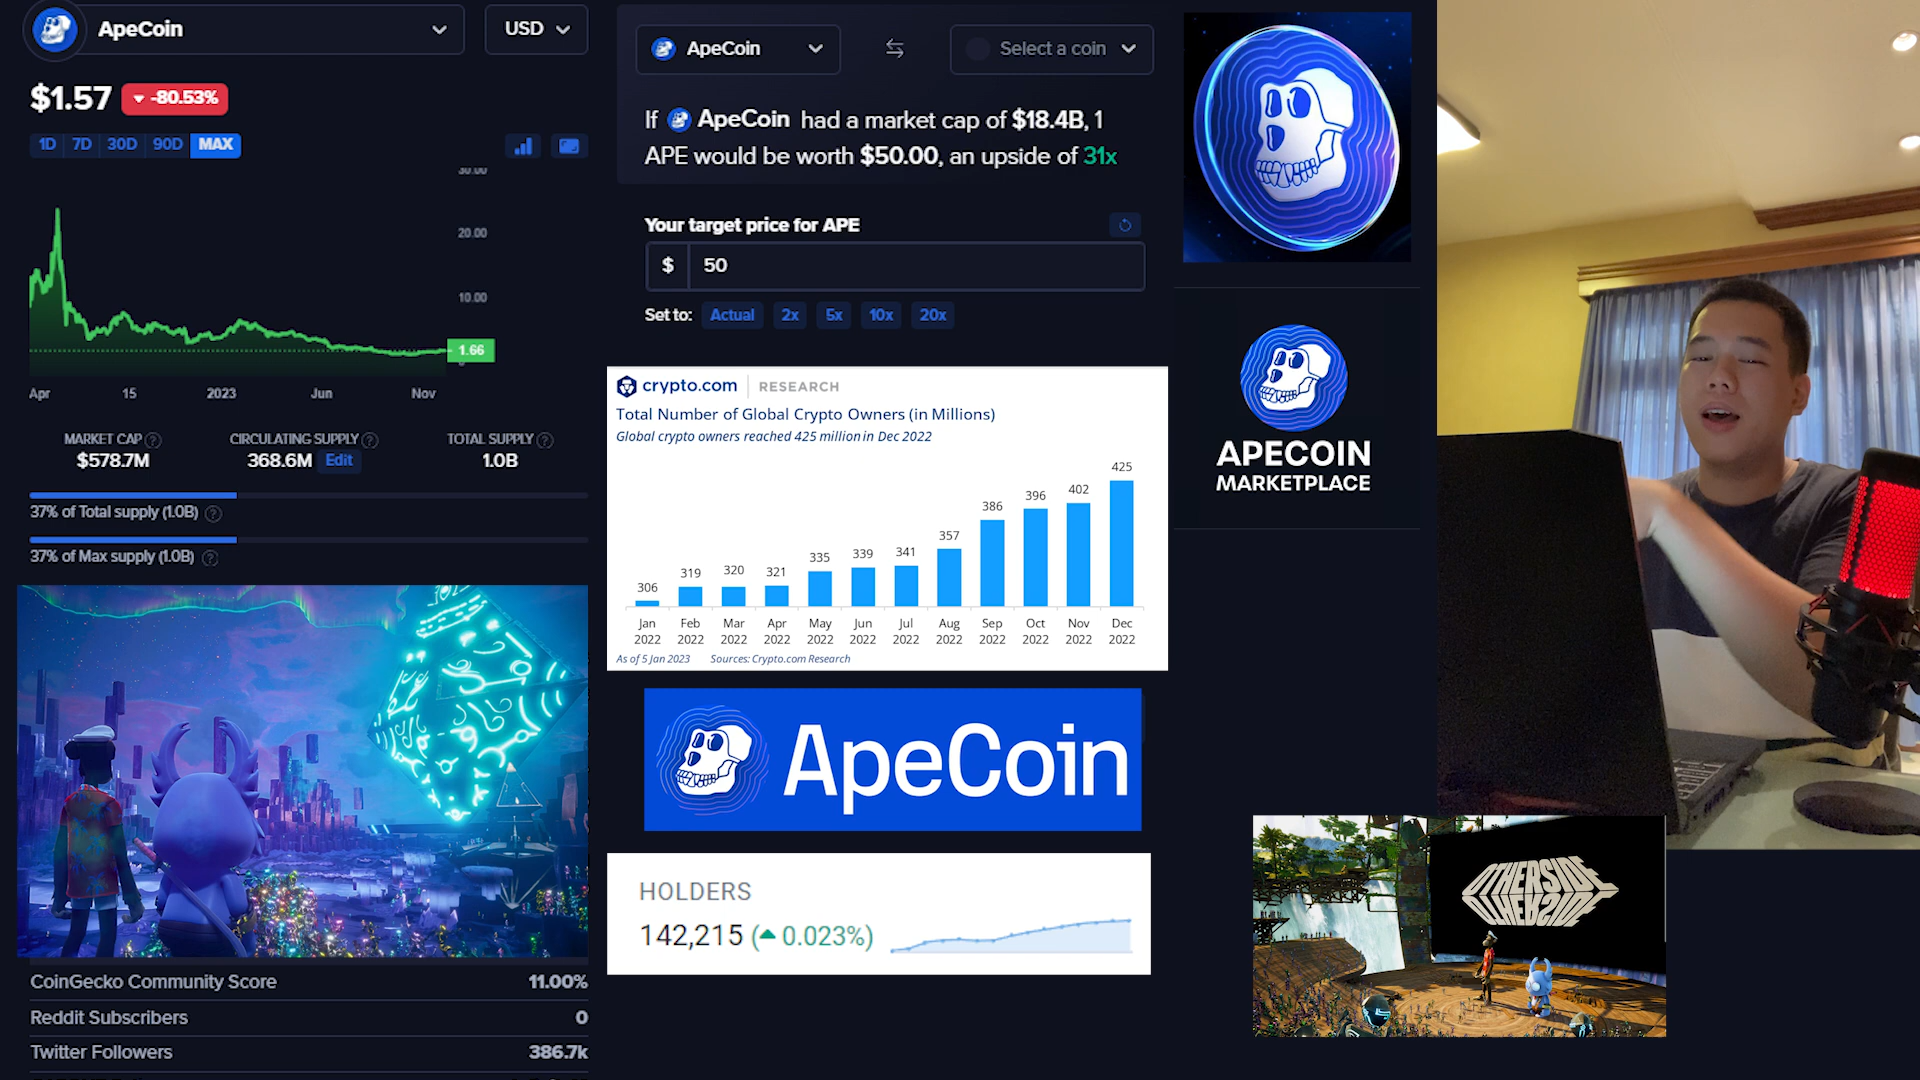 ApeCoin
USD
$1.57 -80.53%
1D 7D 30D 90D MAX
30.00
20.00
10.00
1.66
Apr 15 2023 Jun Nov
MARKET CAP ?
$578.7M
CIRCULATING SUPPLY ?
368.6M Edit
TOTAL SUPPLY ?
1.0B
37% of Total supply (1.0B) ?
37% of Max supply (1.0B) ?
CoinGecko Community Score 11.00%
Reddit Subscribers 0
Twitter Followers 386.7k
ApeCoin Select a coin
If ApeCoin had a market cap of $18.4B, 1
APE would be worth $50.00, an upside of 31x
Your target price for APE
$ 50
Set to: Actual 2x 5x 10x 20x
crypto.com RESEARCH
Total Number of Global Crypto Owners (in Millions)
Global crypto owners reached 425 million in Dec 2022
306 319 320 321 335 339 341 357 386 396 402 425
Jan Feb Mar Apr May Jun Jul Aug Sep Oct Nov Dec
2022 2022 2022 2022 2022 2022 2022 2022 2022 2022 2022 2022
As of 5 Jan 2023 Sources: Crypto.com Research
ApeCoin
HOLDERS
142,215 (0.023%)
APECOIN
MARKETPLACE
OTHERSIDE
OTHERSIDE